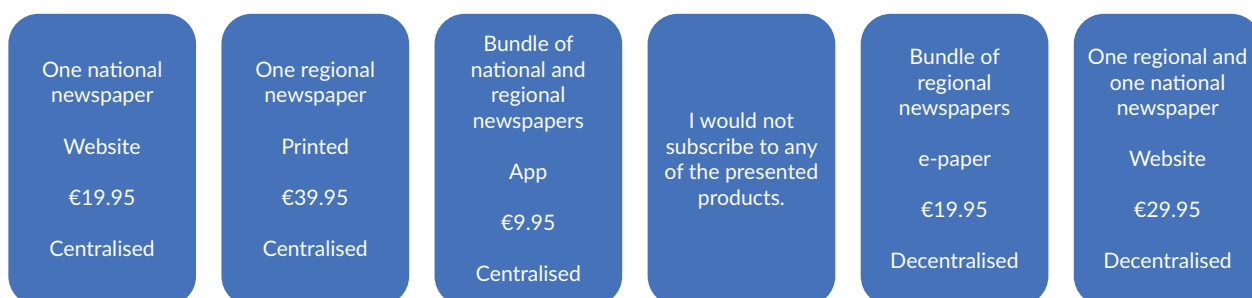 One national
newspaper
Website
€19.95
Centralised
One regional
newspaper
Printed
€39.95
Centralised
Bundle of
national and
regional
newspapers
App
€9.95
Centralised
I would not
subscribe to any
of the presented
products.
Bundle of
regional
newspapers
e-paper
€19.95
Decentralised
One regional and
one national
newspaper
Website
€29.95
Decentralised